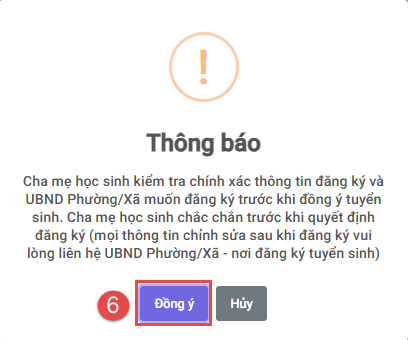 !
Thông báo
Cha mẹ học sinh kiểm tra chính xác thông tin đăng ký và
UBND Phường/Xã muốn đăng ký trước khi đồng ý tuyển
sinh. Cha mẹ học sinh chắc chắn trước khi quyết định
đăng ký (mọi thông tin chỉnh sửa sau khi đăng ký vui
lòng liên hệ UBND Phường/Xã - nơi đăng ký tuyển sinh)
6 Đồng ý Hủy